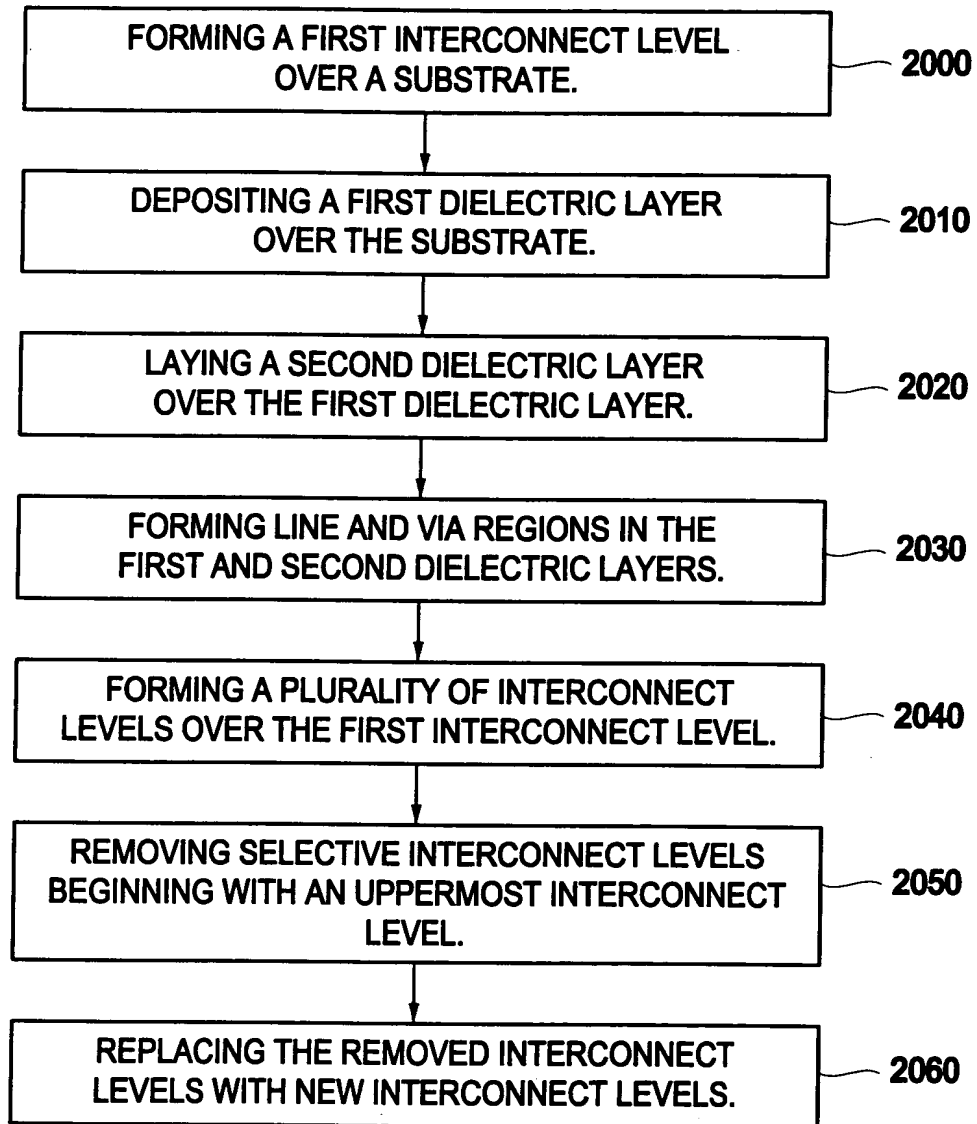 FORMING A FIRST INTERCONNECT LEVEL
OVER A SUBSTRATE.
2000
DEPOSITING A FIRST DIELECTRIC LAYER
OVER THE SUBSTRATE.
2010
LAYING A SECOND DIELECTRIC LAYER
OVER THE FIRST DIELECTRIC LAYER.
2020
FORMING LINE AND VIA REGIONS IN THE
FIRST AND SECOND DIELECTRIC LAYERS.
2030
FORMING A PLURALITY OF INTERCONNECT
LEVELS OVER THE FIRST INTERCONNECT LEVEL.
2040
REMOVING SELECTIVE INTERCONNECT LEVELS
BEGINNING WITH AN UPPERMOST INTERCONNECT
LEVEL.
2050
REPLACING THE REMOVED INTERCONNECT
LEVELS WITH NEW INTERCONNECT LEVELS.
2060